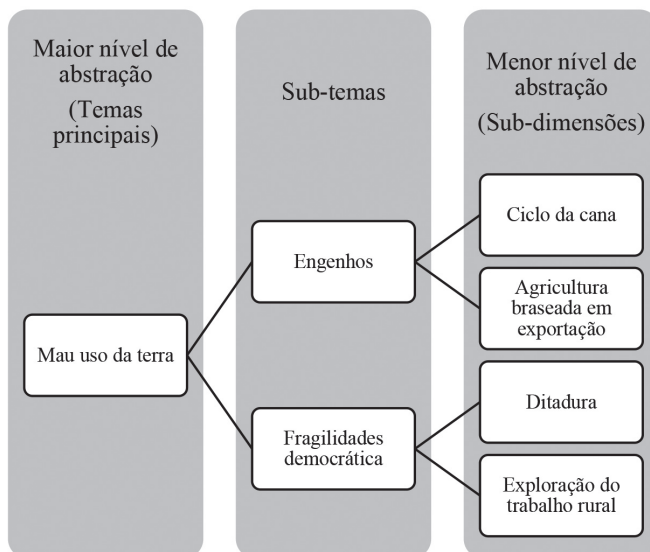 Maior nível de
abstração
(Temas
principais)
Sub-temas
Menor nível de
abstração
(Sub-dimensões)
Mau uso da terra
Engenhos
Fragilidades
democrática
Ciclo da cana
Agricultura
braseada em
exportação
Ditadura
Exploração do
trabalho rural